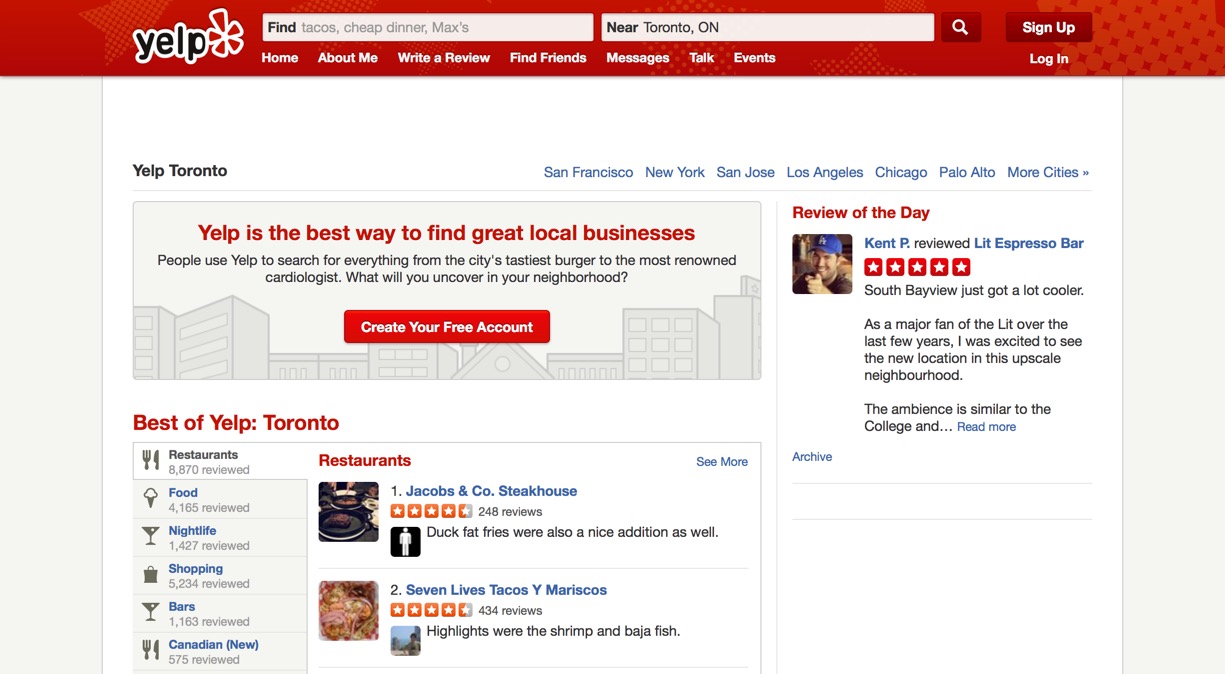 yelp
Find tacos, cheap dinner, Max's
Near Toronto, ON
Sign Up
Home About Me Write a Review Find Friends Messages Talk Events
Log In
Yelp Toronto
San Francisco New York San Jose Los Angeles Chicago Palo Alto More Cities »
Yelp is the best way to find great local businesses
People use Yelp to search for everything from the city's tastiest burger to the most renowned
cardiologist. What will you uncover in your neighborhood?
Create Your Free Account
Review of the Day
Kent P. reviewed Lit Espresso Bar
South Bayview just got a lot cooler.
As a major fan of the Lit over the
last few years, I was excited to see
the new location in this upscale
neighbourhood.
The ambience is similar to the
College and… Read more
Archive
Best of Yelp: Toronto
Restaurants
8,870 reviewed
Food
4,165 reviewed
Nightlife
1,427 reviewed
Shopping
5,234 reviewed
Bars
1,163 reviewed
Canadian (New)
575 reviewed
Restaurants
See More
1. Jacobs & Co. Steakhouse
248 reviews
Duck fat fries were also a nice addition as well.
2. Seven Lives Tacos Y Mariscos
434 reviews
Highlights were the shrimp and baja fish.